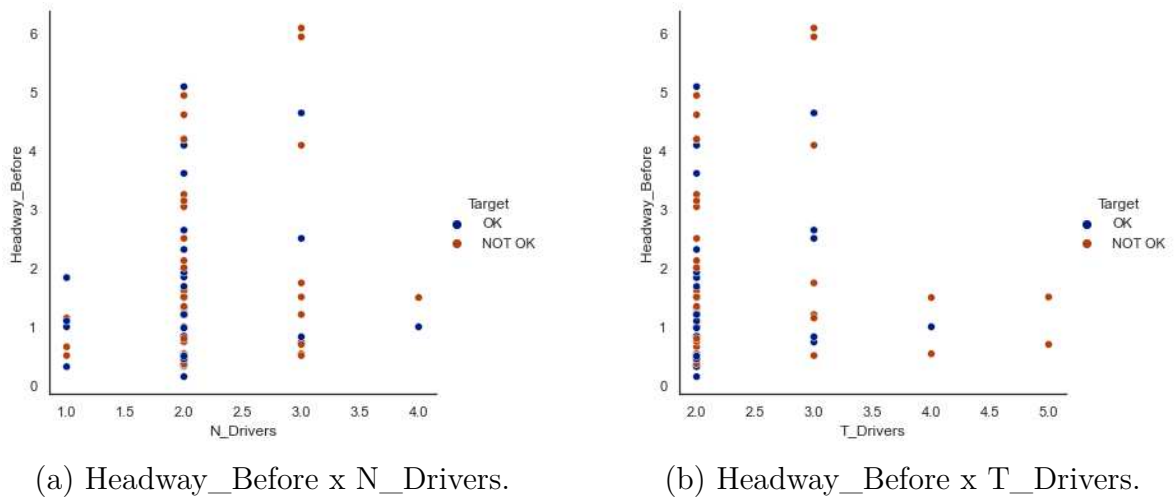 6
5
4
3
2
1
0
Headway_Before
1.0 1.5 2.0 2.5 3.0 3.5 4.0
N_Drivers
Target
OK
NOT OK
(a) Headway_Before x N_Drivers.
6
5
4
3
2
1
0
Headway_Before
2.0 2.5 3.0 3.5 4.0 4.5 5.0
T_Drivers
Target
OK
NOT OK
(b) Headway_Before x T_Drivers.